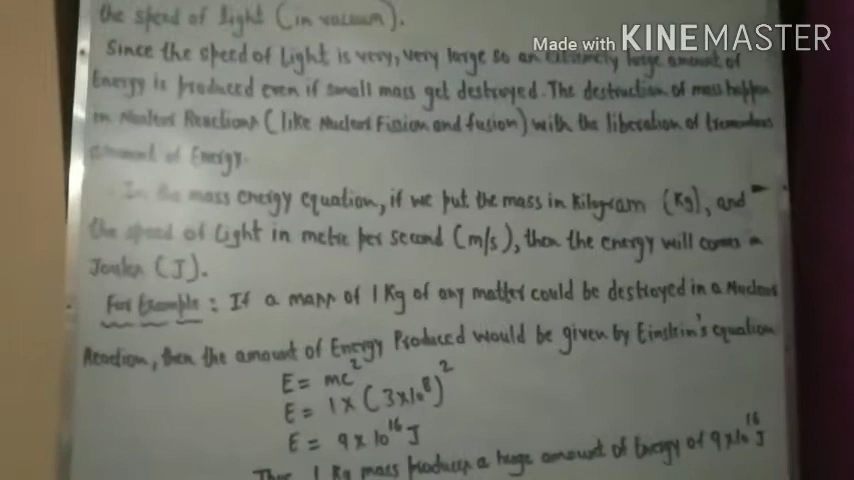 the speed of light (in vacuum).
Made with KINEMASTER
Since the speed of Light is very, very large so an extremely large amount of
Energy is produced even if small mass get destroyed. The destruction of mass happen
in Nuclear Reactions (like Nuclear Fission and fusion) with the liberation of tremendous
amount of Energy.
In the mass energy equation, if we put the mass in Kilogram (Kg), and
the speed of Light in metre per second (m/s), then the energy will comes in
Joules (J).
For Example: If a mass of 1 Kg of any matter could be destroyed in a Nuclear
Reaction, then the amount of Energy Produced would be given by Einstein's equation
E = mc²
E = 1 × (3×10⁸)²
E = 9 × 10¹⁶ J
Thus 1 Kg mass produces a huge amount of Energy of 9×10¹⁶ J